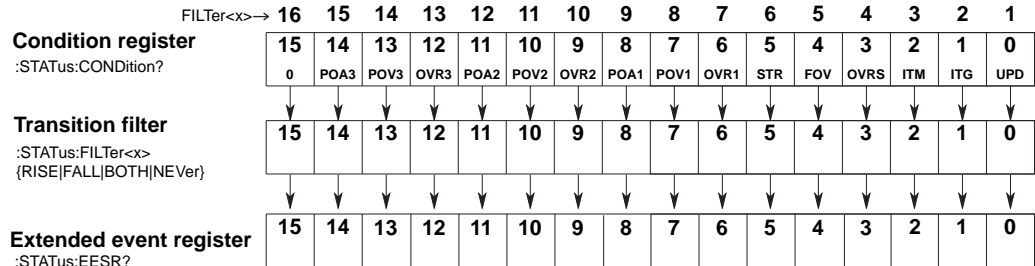 FILTer<x>→ 16 15 14 13 12 11 10 9 8 7 6 5 4 3 2 1
Condition register
:STATus:CONDition?
15 14 13 12 11 10 9 8 7 6 5 4 3 2 1 0
0 POA3 POV3 OVR3 POA2 POV2 OVR2 POA1 POV1 OVR1 STR FOV OVRS ITM ITG UPD
Transition filter
:STATus:FILTer<x>
{RISE|FALL|BOTH|NEVer}
15 14 13 12 11 10 9 8 7 6 5 4 3 2 1 0
Extended event register
:STATus:EESR?
15 14 13 12 11 10 9 8 7 6 5 4 3 2 1 0